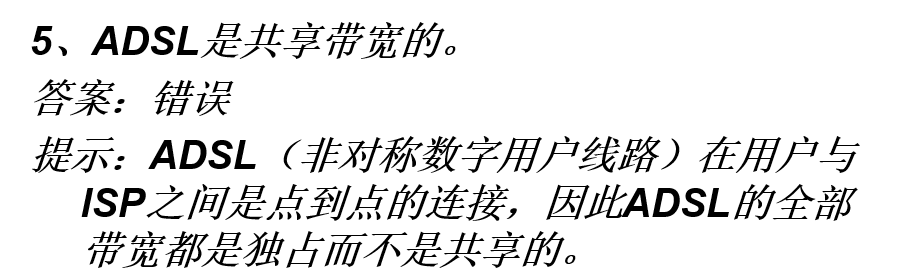 5、ADSL是共享带宽的。
答案：错误
提示：ADSL（非对称数字用户线路）在用户与
ISP之间是点到点的连接，因此ADSL的全部
带宽都是独占而不是共享的。